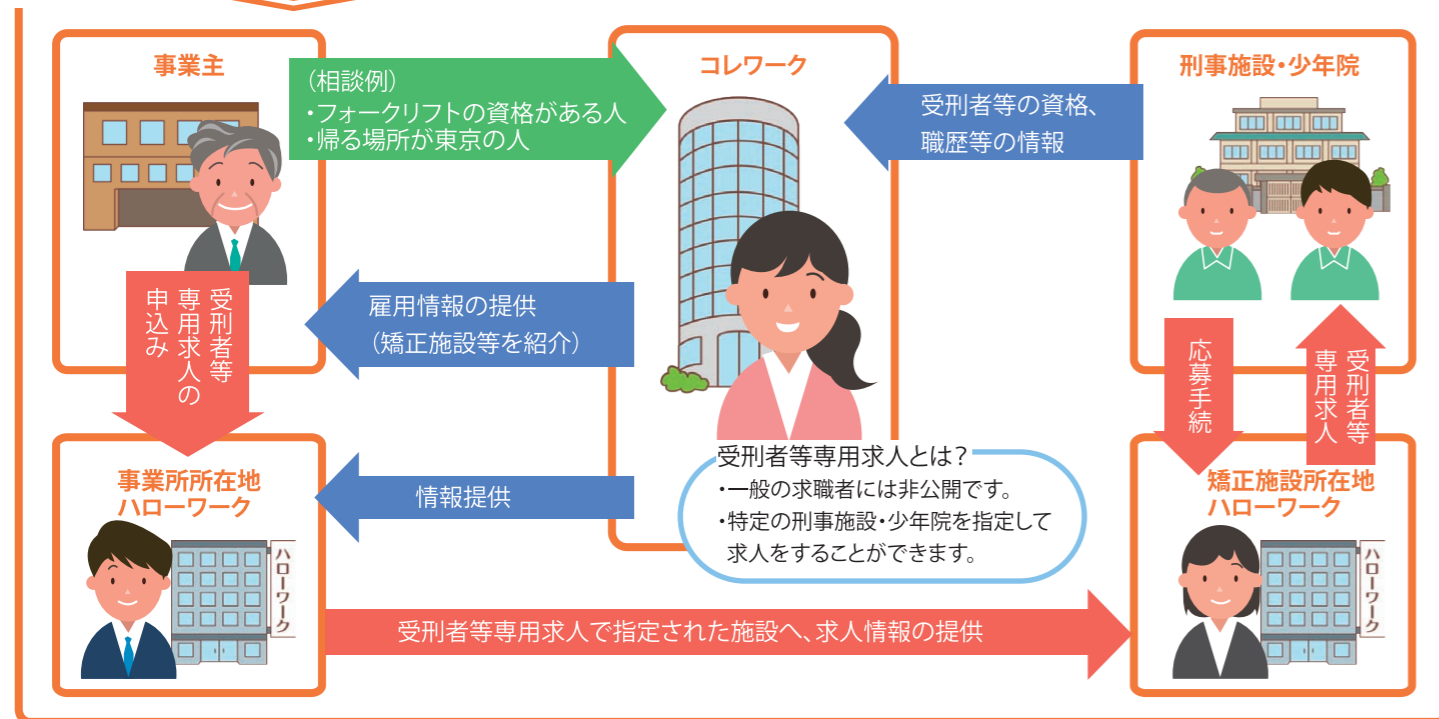 事業主
(相談例)
・フォークリフトの資格がある人
・帰る場所が東京の人
コレワーク
受刑者等の資格、
職歴等の情報
刑事施設・少年院
雇用情報の提供
(矯正施設等を紹介)
受刑者等
専用求人の
申込み
応募手続
受刑者等
専用求人
事業所所在地
ハローワーク
ハローワーク
情報提供
受刑者等専用求人とは?
・一般の求職者には非公開です。
・特定の刑事施設・少年院を指定して
求人をすることができます。
矯正施設所在地
ハローワーク
ハローワーク
受刑者等専用求人で指定された施設へ、求人情報の提供